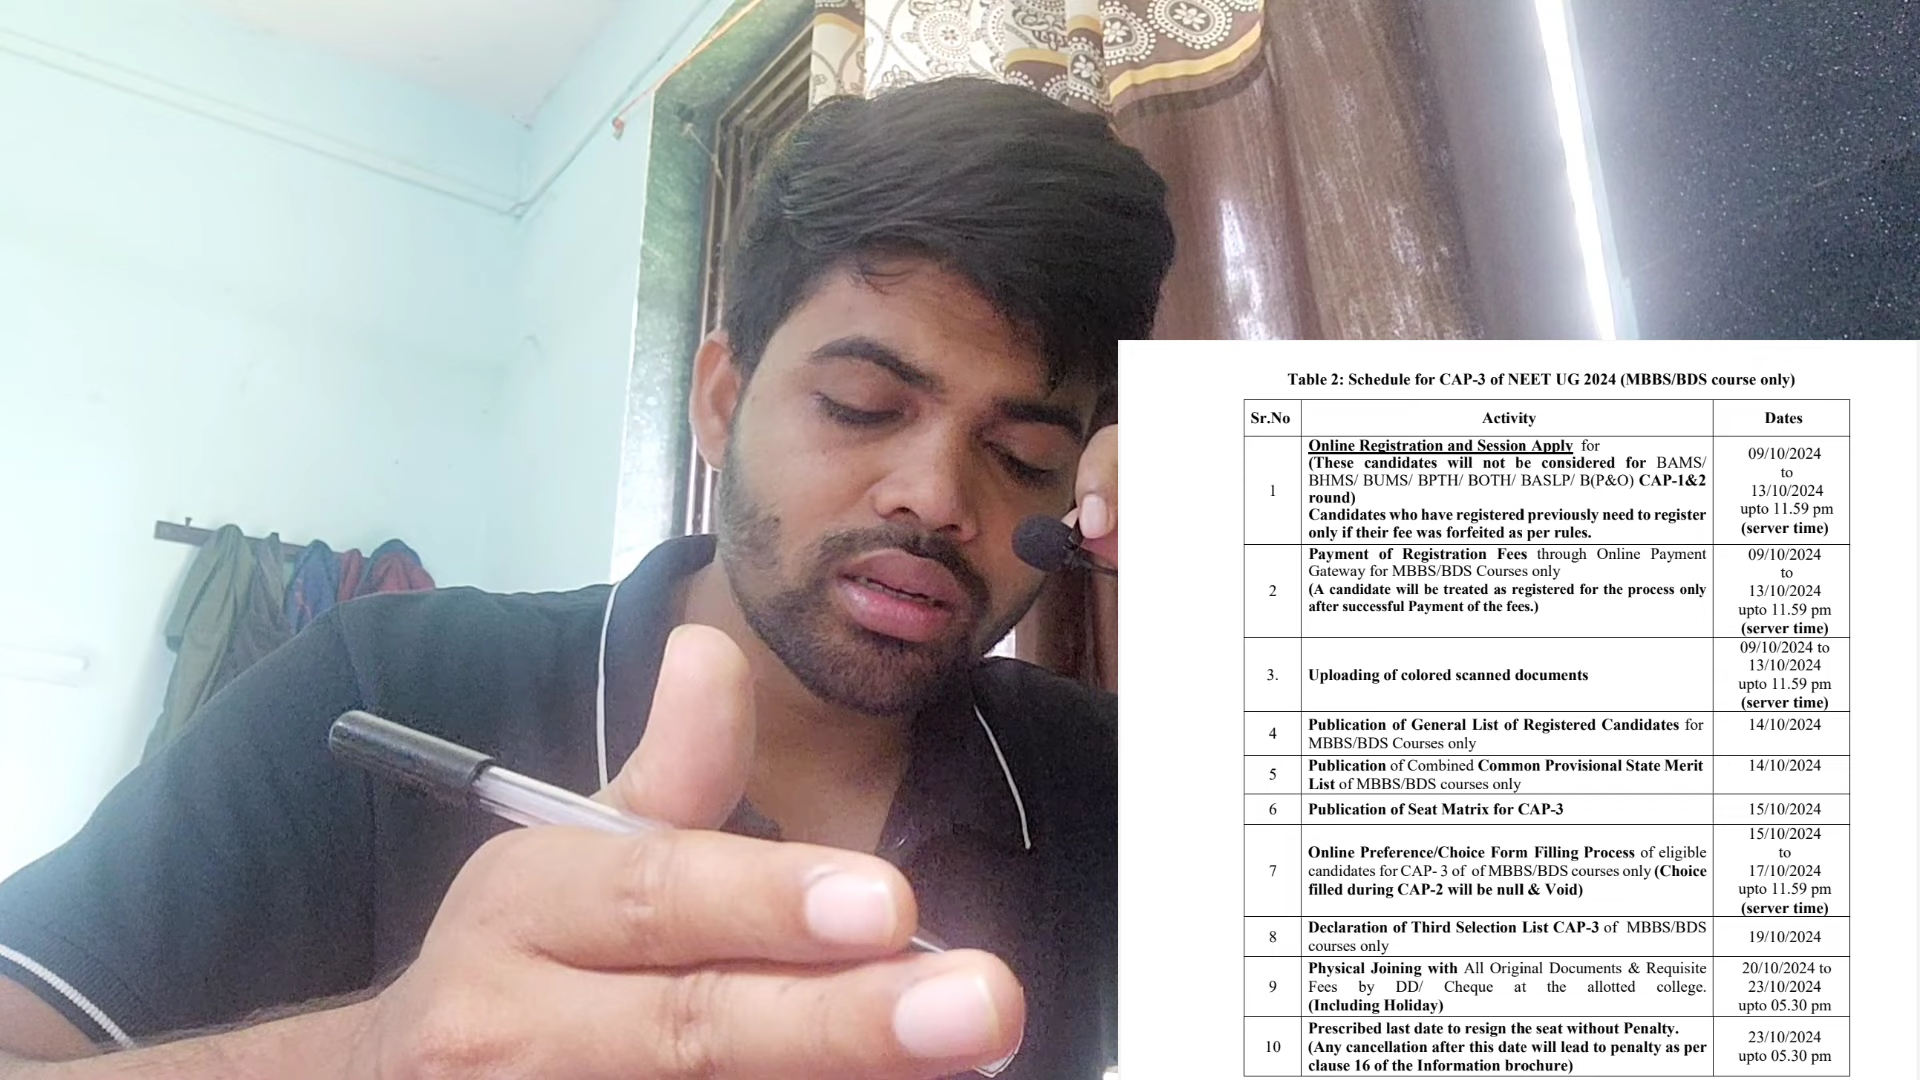 Table 2: Schedule for CAP-3 of NEET UG 2024 (MBBS/BDS course only)
Sr.No Activity Dates
1 Online Registration and Session Apply for
(These candidates will not be considered for BAMS/
BHMS/ BUMS/ BPTH/ BOTH/ BASLP/ B(P&O) CAP-1&2
round)
Candidates who have registered previously need to register
only if their fee was forfeited as per rules.
09/10/2024
to
13/10/2024
upto 11.59 pm
(server time)
2 Payment of Registration Fees through Online Payment
Gateway for MBBS/BDS Courses only
(A candidate will be treated as registered for the process only
after successful Payment of the fees.)
09/10/2024
to
13/10/2024
upto 11.59 pm
(server time)
3. Uploading of colored scanned documents
09/10/2024 to
13/10/2024
upto 11.59 pm
(server time)
4 Publication of General List of Registered Candidates for
MBBS/BDS Courses only
14/10/2024
5 Publication of Combined Common Provisional State Merit
List of MBBS/BDS courses only
14/10/2024
6 Publication of Seat Matrix for CAP-3 15/10/2024
7 Online Preference/Choice Form Filling Process of eligible
candidates for CAP- 3 of of MBBS/BDS courses only (Choice
filled during CAP-2 will be null & Void)
15/10/2024
to
17/10/2024
upto 11.59 pm
(server time)
8 Declaration of Third Selection List CAP-3 of MBBS/BDS
courses only
19/10/2024
9 Physical Joining with All Original Documents & Requisite
Fees by DD/ Cheque at the allotted college.
(Including Holiday)
20/10/2024 to
23/10/2024
upto 05.30 pm
10 Prescribed last date to resign the seat without Penalty.
(Any cancellation after this date will lead to penalty as per
clause 16 of the Information brochure)
23/10/2024
upto 05.30 pm